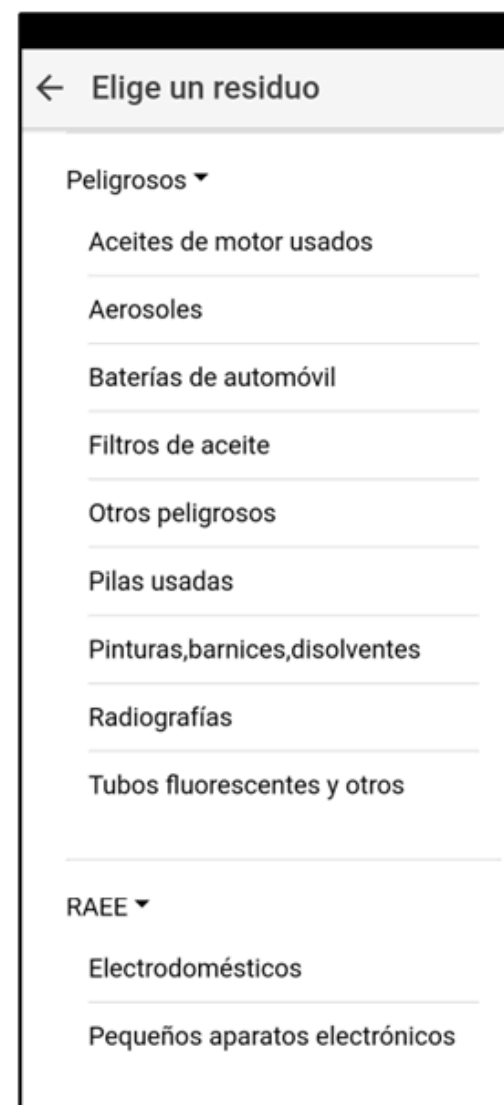 Elige un residuo
Peligrosos
Aceites de motor usados
Aerosoles
Baterías de automóvil
Filtros de aceite
Otros peligrosos
Pilas usadas
Pinturas,barnices,disolventes
Radiografías
Tubos fluorescentes y otros
RAEE
Electrodomésticos
Pequeños aparatos electrónicos